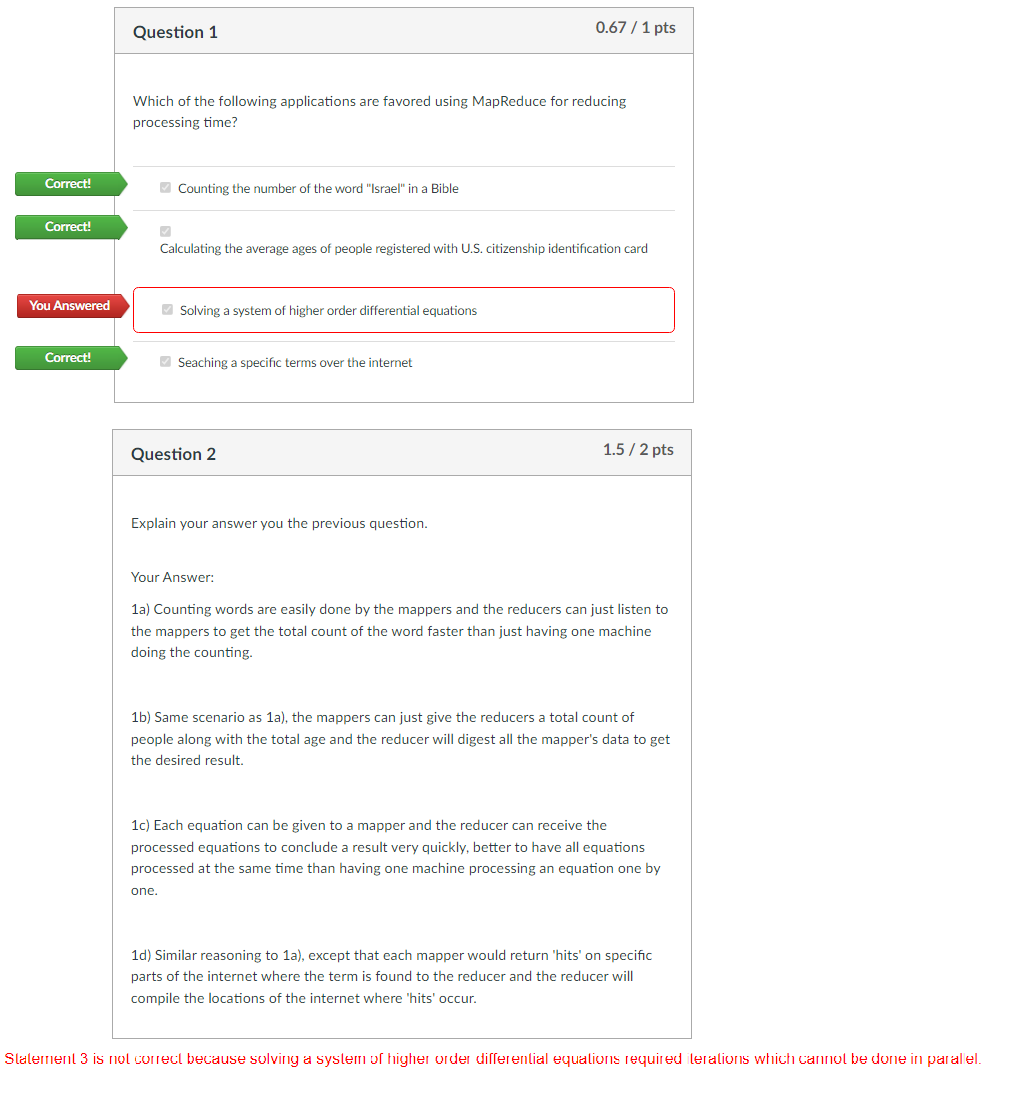 Question 1
0.67 / 1 pts
Which of the following applications are favored using MapReduce for reducing
processing time?
Correct!
Counting the number of the word "Israel" in a Bible
Correct!
Calculating the average ages of people registered with U.S. citizenship identification card
You Answered
Solving a system of higher order differential equations
Correct!
Seaching a specific terms over the internet
Question 2
1.5 / 2 pts
Explain your answer you the previous question.
Your Answer:
1a) Counting words are easily done by the mappers and the reducers can just listen to
the mappers to get the total count of the word faster than just having one machine
doing the counting.
1b) Same scenario as 1a), the mappers can just give the reducers a total count of
people along with the total age and the reducer will digest all the mapper's data to get
the desired result.
1c) Each equation can be given to a mapper and the reducer can receive the
processed equations to conclude a result very quickly, better to have all equations
processed at the same time than having one machine processing an equation one by
one.
1d) Similar reasoning to 1a), except that each mapper would return 'hits' on specific
parts of the internet where the term is found to the reducer and the reducer will
compile the locations of the internet where 'hits' occur.
Statement 3 is not correct because solving a system of higher order differential equations required iterations which cannot be done in parallel.